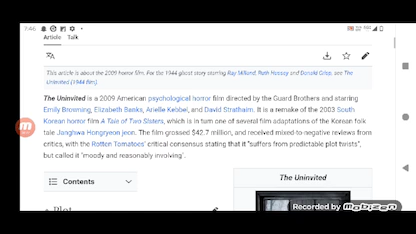 7:46
Article Talk
This article is about the 2009 horror film. For the 1944 ghost story starring Ray Milland, Ruth Hussey and Donald Crisp, see The
Uninvited (1944 film).
The Uninvited is a 2009 American psychological horror film directed by the Guard Brothers and starring
Emily Browning, Elizabeth Banks, Arielle Kebbel, and David Strathairn. It is a remake of the 2003 South
Korean horror film A Tale of Two Sisters, which is in turn one of several film adaptations of the Korean folk
tale Janghwa Hongryeon jeon. The film grossed $42.7 million, and received mixed-to-negative reviews from
critics, with the Rotten Tomatoes' critical consensus stating that it "suffers from predictable plot twists",
but called it "moody and reasonably involving".
Contents
The Uninvited
Plot
Recorded by Mobizen